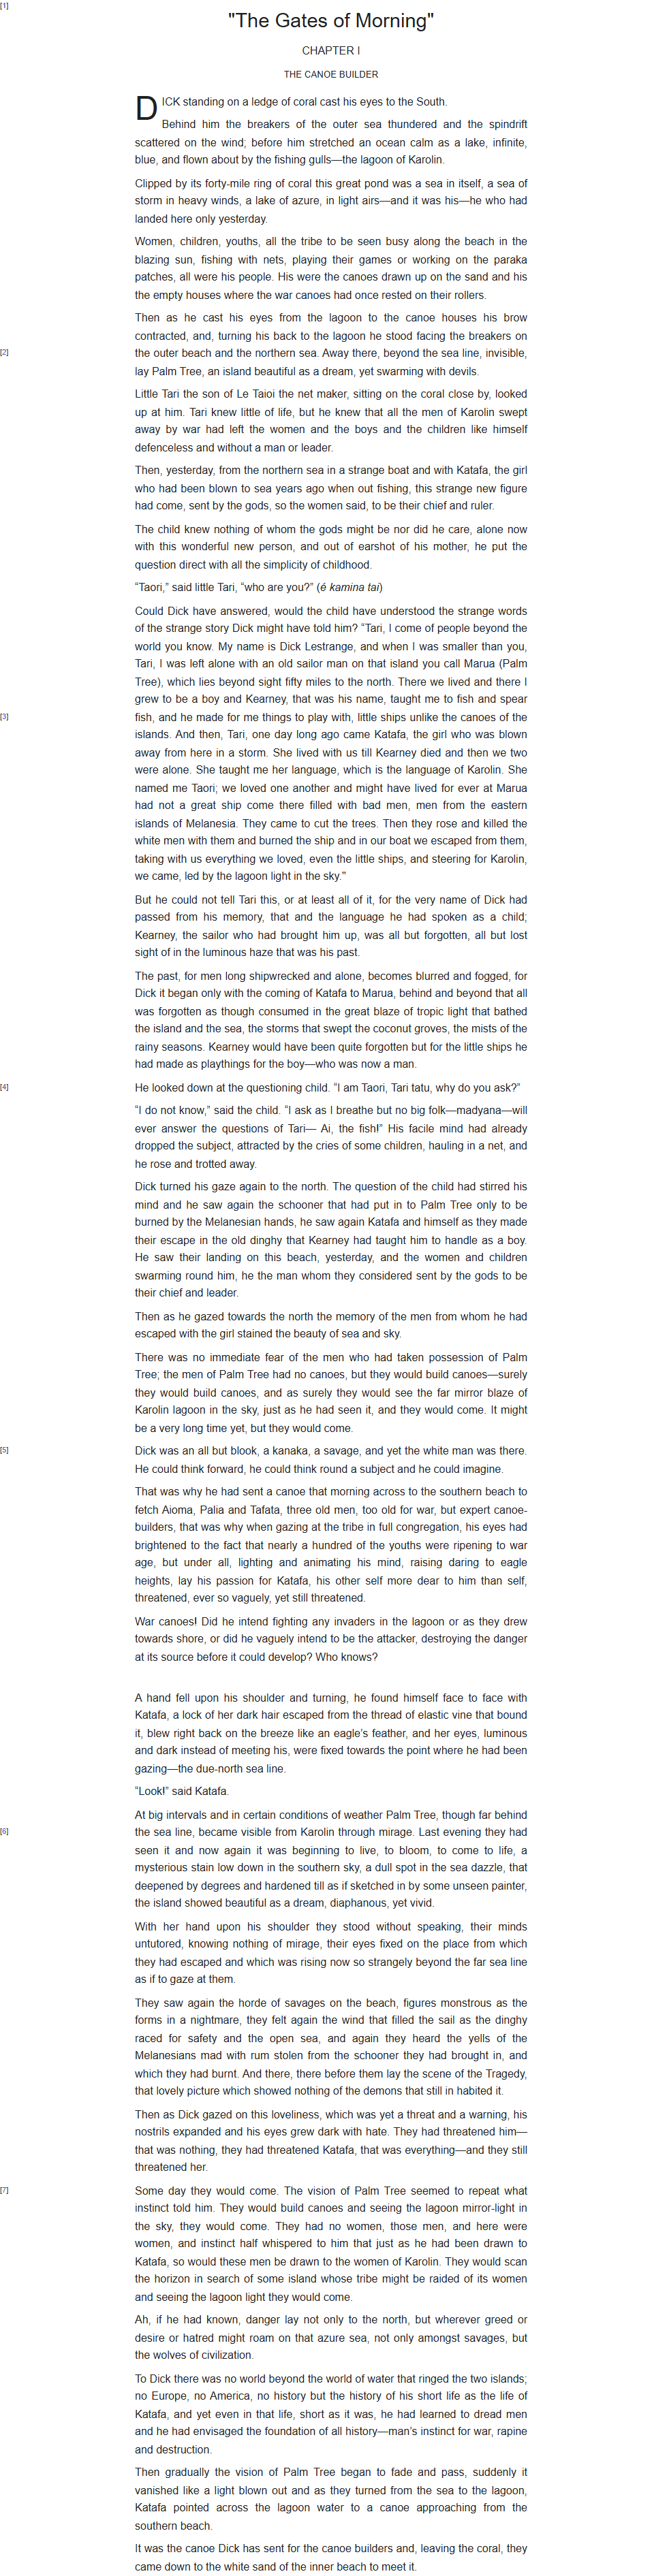 [1]
"The Gates of Morning"
CHAPTER I
THE CANOE BUILDER
DICK standing on a ledge of coral cast his eyes to the South.
Behind him the breakers of the outer sea thundered and the spindrift
scattered on the wind; before him stretched an ocean calm as a lake, infinite,
blue, and flown about by the fishing gulls—the lagoon of Karolin.
Clipped by its forty-mile ring of coral this great pond was a sea in itself, a sea of
storm in heavy winds, a lake of azure, in light airs—and it was his—he who had
landed here only yesterday.
Women, children, youths, all the tribe to be seen busy along the beach in the
blazing sun, fishing with nets, playing their games or working on the paraka
patches, all were his people. His were the canoes drawn up on the sand and his
the empty houses where the war canoes had once rested on their rollers.
Then as he cast his eyes from the lagoon to the canoe houses his brow
contracted, and, turning his back to the lagoon he stood facing the breakers on
[2]
the outer beach and the northern sea. Away there, beyond the sea line, invisible,
lay Palm Tree, an island beautiful as a dream, yet swarming with devils.
Little Tari the son of Le Taioi the net maker, sitting on the coral close by, looked
up at him. Tari knew little of life, but he knew that all the men of Karolin swept
away by war had left the women and the boys and the children like himself
defenceless and without a man or leader.
Then, yesterday, from the northern sea in a strange boat and with Katafa, the girl
who had been blown to sea years ago when out fishing, this strange new figure
had come, sent by the gods, so the women said, to be their chief and ruler.
The child knew nothing of whom the gods might be nor did he care, alone now
with this wonderful new person, and out of earshot of his mother, he put the
question direct with all the simplicity of childhood.
“Taori,” said little Tari, “who are you?” (é kamina tai)
Could Dick have answered, would the child have understood the strange words
of the strange story Dick might have told him? “Tari, I come of people beyond the
world you know. My name is Dick Lestrange, and when I was smaller than you,
Tari, I was left alone with an old sailor man on that island you call Marua (Palm
Tree), which lies beyond sight fifty miles to the north. There we lived and there I
grew to be a boy and Kearney, that was his name, taught me to fish and spear
[3]
fish, and he made for me things to play with, little ships unlike the canoes of the
islands. And then, Tari, one day long ago came Katafa, the girl who was blown
away from here in a storm. She lived with us till Kearney died and then we two
were alone. She taught me her language, which is the language of Karolin. She
named me Taori; we loved one another and might have lived for ever at Marua
had not a great ship come there filled with bad men, men from the eastern
islands of Melanesia. They came to cut the trees. Then they rose and killed the
white men with them and burned the ship and in our boat we escaped from them,
taking with us everything we loved, even the little ships, and steering for Karolin,
we came, led by the lagoon light in the sky."
But he could not tell Tari this, or at least all of it, for the very name of Dick had
passed from his memory, that and the language he had spoken as a child;
Kearney, the sailor who had brought him up, was all but forgotten, all but lost
sight of in the luminous haze that was his past.
The past, for men long shipwrecked and alone, becomes blurred and fogged, for
Dick it began only with the coming of Katafa to Marua, behind and beyond that all
was forgotten as though consumed in the great blaze of tropic light that bathed
the island and the sea, the storms that swept the coconut groves, the mists of the
rainy seasons. Kearney would have been quite forgotten but for the little ships he
had made as playthings for the boy—who was now a man.
[4]
He looked down at the questioning child. “I am Taori, Tari tatu, why do you ask?”
“I do not know,” said the child. “I ask as I breathe but no big folk—madyana—will
ever answer the questions of Tari— Ai, the fish!” His facile mind had already
dropped the subject, attracted by the cries of some children, hauling in a net, and
he rose and trotted away.
Dick turned his gaze again to the north. The question of the child had stirred his
mind and he saw again the schooner that had put in to Palm Tree only to be
burned by the Melanesian hands, he saw again Katafa and himself as they made
their escape in the old dinghy that Kearney had taught him to handle as a boy.
He saw their landing on this beach, yesterday, and the women and children
swarming round him, he the man whom they considered sent by the gods to be
their chief and leader.
Then as he gazed towards the north the memory of the men from whom he had
escaped with the girl stained the beauty of sea and sky.
There was no immediate fear of the men who had taken possession of Palm
Tree; the men of Palm Tree had no canoes, but they would build canoes—surely
they would build canoes, and as surely they would see the far mirror blaze of
Karolin lagoon in the sky, just as he had seen it, and they would come. It might
be a very long time yet, but they would come.
[5]
Dick was an all but blook, a kanaka, a savage, and yet the white man was there.
He could think forward, he could think round a subject and he could imagine.
That was why he had sent a canoe that morning across to the southern beach to
fetch Aioma, Palia and Tafata, three old men, too old for war, but expert canoe-
builders, that was why when gazing at the tribe in full congregation, his eyes had
brightened to the fact that nearly a hundred of the youths were ripening to war
age, but under all, lighting and animating his mind, raising daring to eagle
heights, lay his passion for Katafa, his other self more dear to him than self,
threatened, ever so vaguely, yet still threatened.
War canoes! Did he intend fighting any invaders in the lagoon or as they drew
towards shore, or did he vaguely intend to be the attacker, destroying the danger
at its source before it could develop? Who knows?
A hand fell upon his shoulder and turning, he found himself face to face with
Katafa, a lock of her dark hair escaped from the thread of elastic vine that bound
it, blew right back on the breeze like an eagle’s feather, and her eyes, luminous
and dark instead of meeting his, were fixed towards the point where he had been
gazing—the due-north sea line.
“Look!” said Katafa.
At big intervals and in certain conditions of weather Palm Tree, though far behind
[6]
the sea line, became visible from Karolin through mirage. Last evening they had
seen it and now again it was beginning to live, to bloom, to come to life, a
mysterious stain low down in the southern sky, a dull spot in the sea dazzle, that
deepened by degrees and hardened till as if sketched in by some unseen painter,
the island showed beautiful as a dream, diaphanous, yet vivid.
With her hand upon his shoulder they stood without speaking, their minds
untutored, knowing nothing of mirage, their eyes fixed on the place from which
they had escaped and which was rising now so strangely beyond the far sea line
as if to gaze at them.
They saw again the horde of savages on the beach, figures monstrous as the
forms in a nightmare, they felt again the wind that filled the sail as the dinghy
raced for safety and the open sea, and again they heard the yells of the
Melanesians mad with rum stolen from the schooner they had brought in, and
which they had burnt. And there, there before them lay the scene of the Tragedy,
that lovely picture which showed nothing of the demons that still in habited it.
Then as Dick gazed on this loveliness, which was yet a threat and a warning, his
nostrils expanded and his eyes grew dark with hate. They had threatened him—
that was nothing, they had threatened Katafa, that was everything—and they still
threatened her.
[7]
Some day they would come. The vision of Palm Tree seemed to repeat what
instinct told him. They would build canoes and seeing the lagoon mirror-light in
the sky, they would come. They had no women, those men, and here were
women, and instinct half whispered to him that just as he had been drawn to
Katafa, so would these men be drawn to the women of Karolin. They would scan
the horizon in search of some island whose tribe might be raided of its women
and seeing the lagoon light they would come.
Ah, if he had known, danger lay not only to the north, but wherever greed or
desire or hatred might roam on that azure sea, not only amongst savages, but
the wolves of civilization.
To Dick there was no world beyond the world of water that ringed the two islands;
no Europe, no America, no history but the history of his short life as the life of
Katafa, and yet even in that life, short as it was, he had learned to dread men
and he had envisaged the foundation of all history—man’s instinct for war, rapine
and destruction.
Then gradually the vision of Palm Tree began to fade and pass, suddenly it
vanished like a light blown out and as they turned from the sea to the lagoon,
Katafa pointed across the lagoon water to a canoe approaching from the
southern beach.
It was the canoe Dick has sent for the canoe builders and, leaving the coral, they
came down to the white sand of the inner beach to meet it.